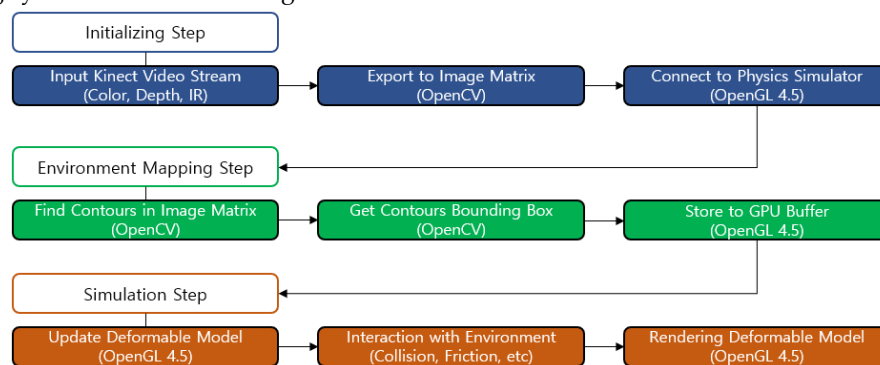 Initializing Step
Input Kinect Video Stream
(Color, Depth, IR)
Export to Image Matrix
(OpenCV)
Connect to Physics Simulator
(OpenGL 4.5)
Environment Mapping Step
Find Contours in Image Matrix
(OpenCV)
Get Contours Bounding Box
(OpenCV)
Store to GPU Buffer
(OpenGL 4.5)
Simulation Step
Update Deformable Model
(OpenGL 4.5)
Interaction with Environment
(Collision, Friction, etc)
Rendering Deformable Model
(OpenGL 4.5)